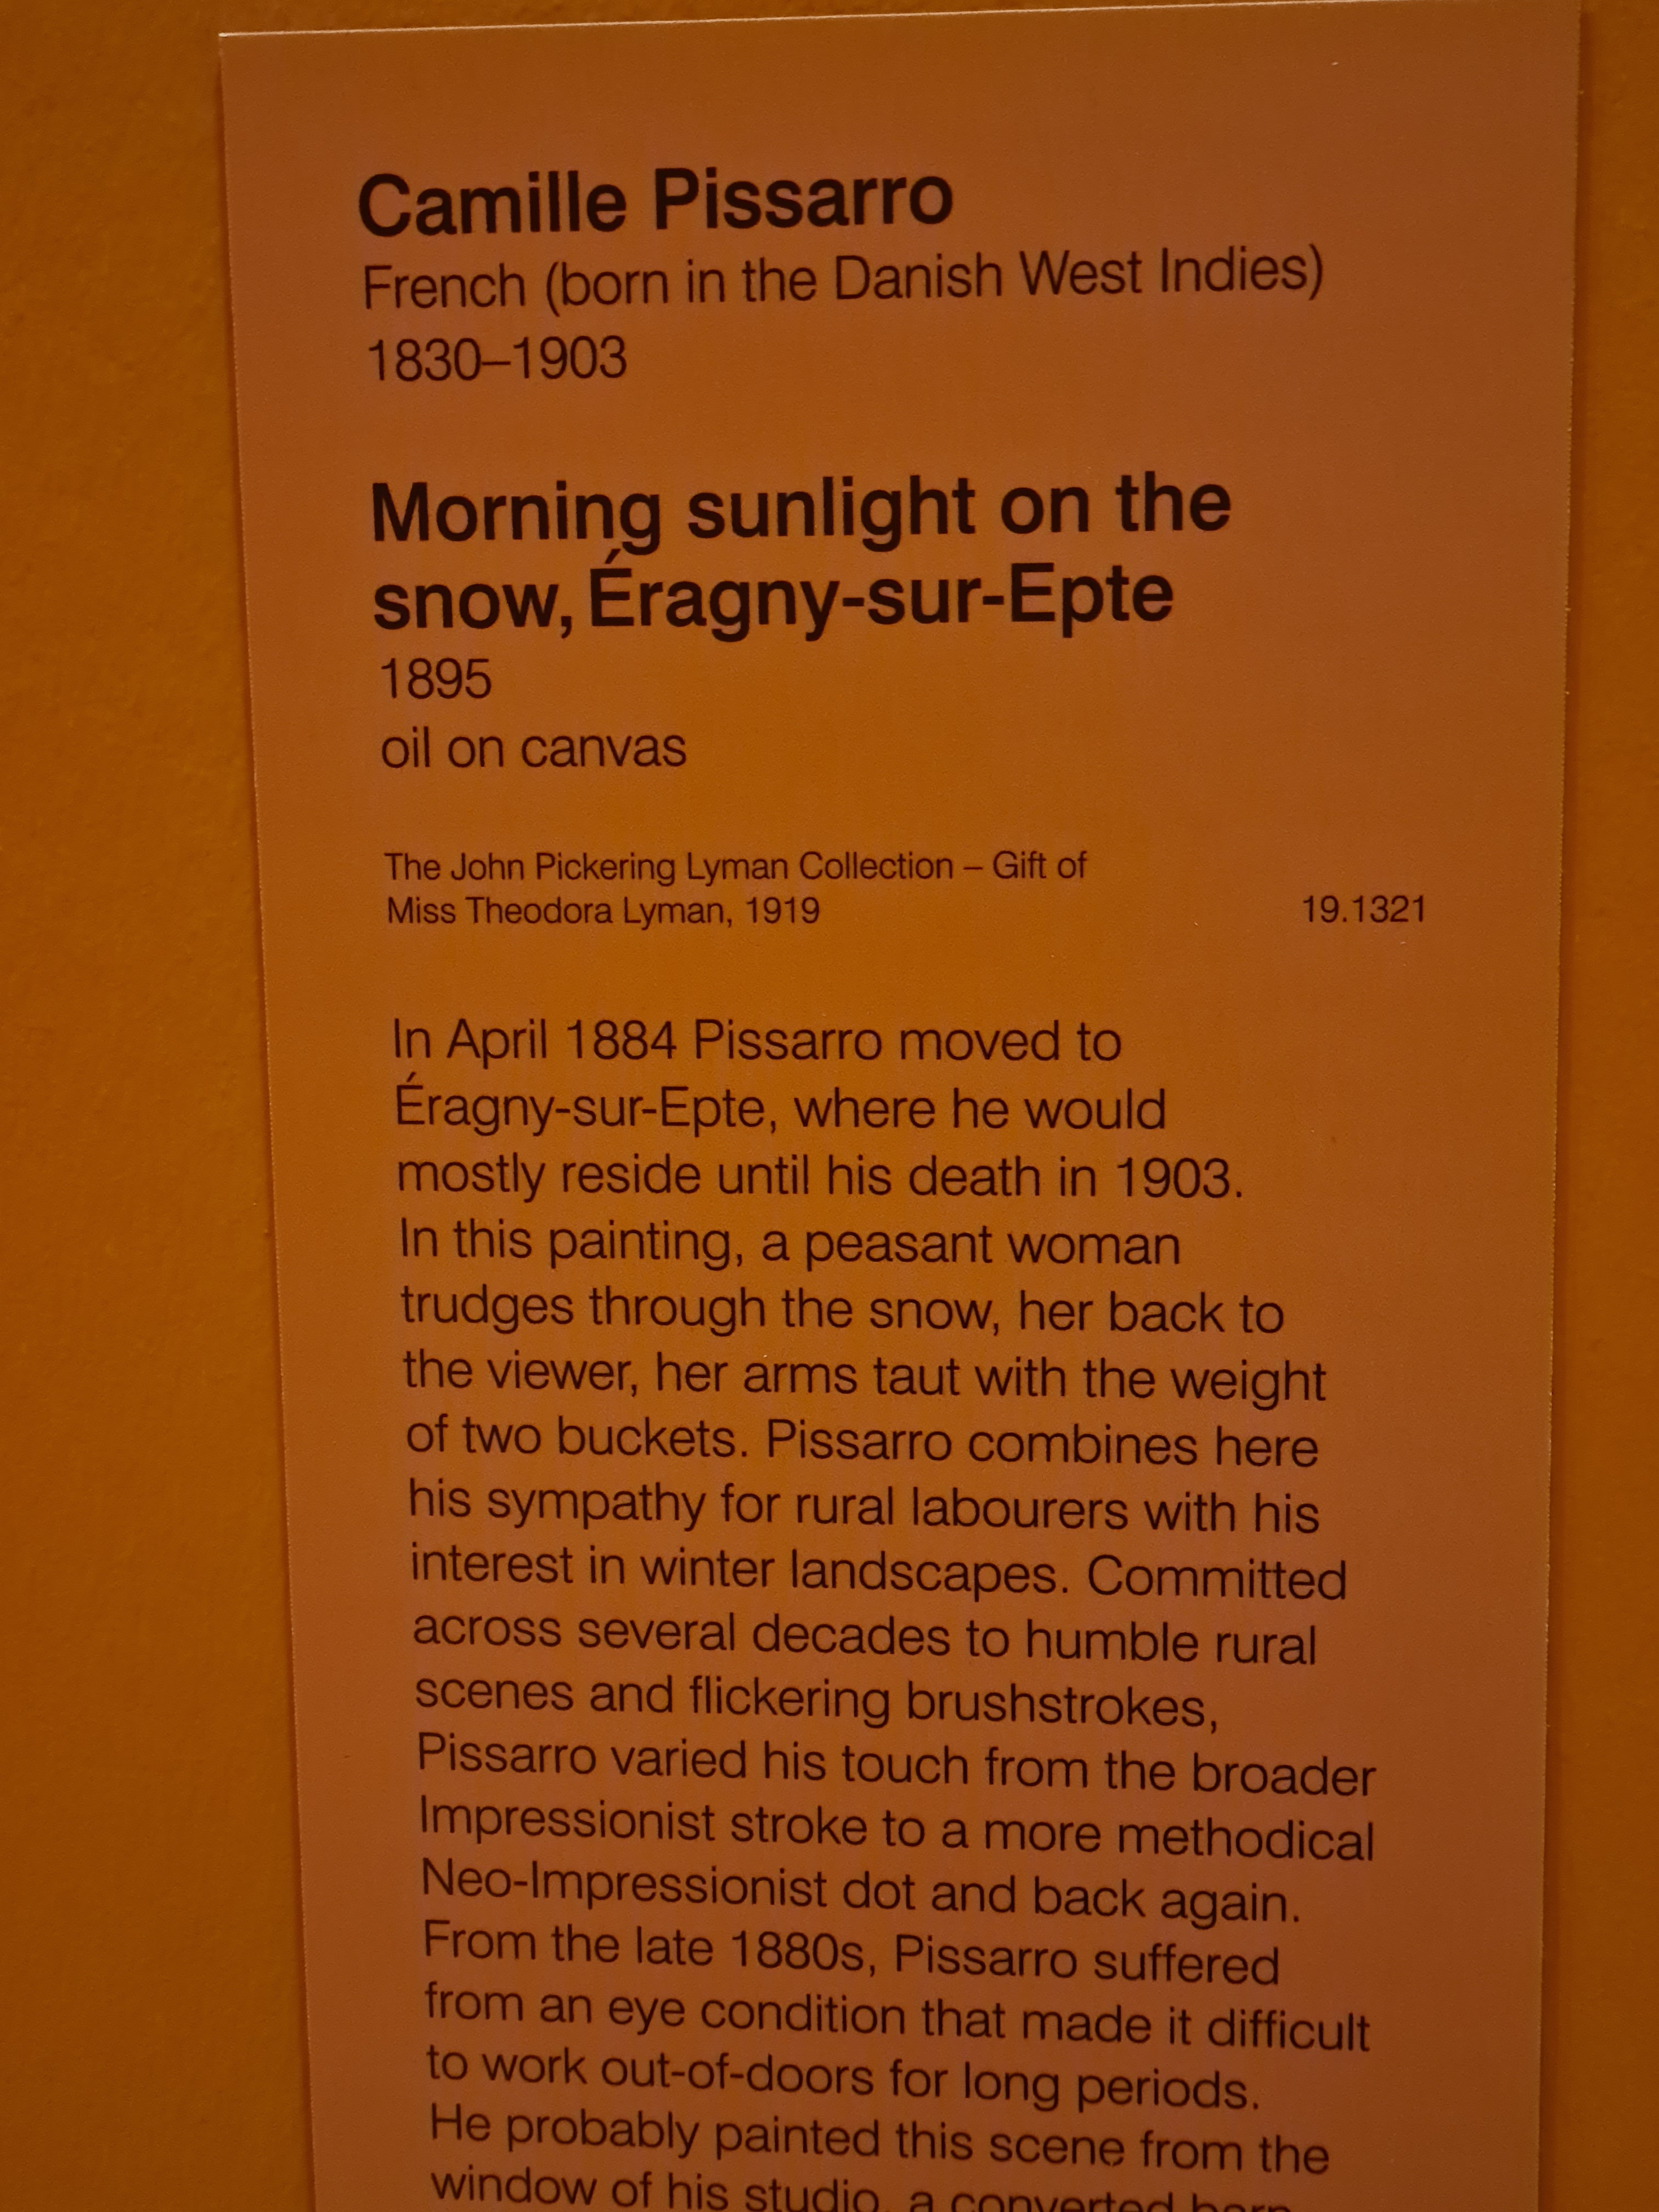 Camille Pissarro
French (born in the Danish West Indies)
1830–1903
Morning sunlight on the
snow, Éragny-sur-Epte
1895
oil on canvas
The John Pickering Lyman Collection – Gift of
Miss Theodora Lyman, 1919 19.1321
In April 1884 Pissarro moved to
Éragny-sur-Epte, where he would
mostly reside until his death in 1903.
In this painting, a peasant woman
trudges through the snow, her back to
the viewer, her arms taut with the weight
of two buckets. Pissarro combines here
his sympathy for rural labourers with his
interest in winter landscapes. Committed
across several decades to humble rural
scenes and flickering brushstrokes,
Pissarro varied his touch from the broader
Impressionist stroke to a more methodical
Neo-Impressionist dot and back again.
From the late 1880s, Pissarro suffered
from an eye condition that made it difficult
to work out-of-doors for long periods.
He probably painted this scene from the
window of his studio, a converted barn